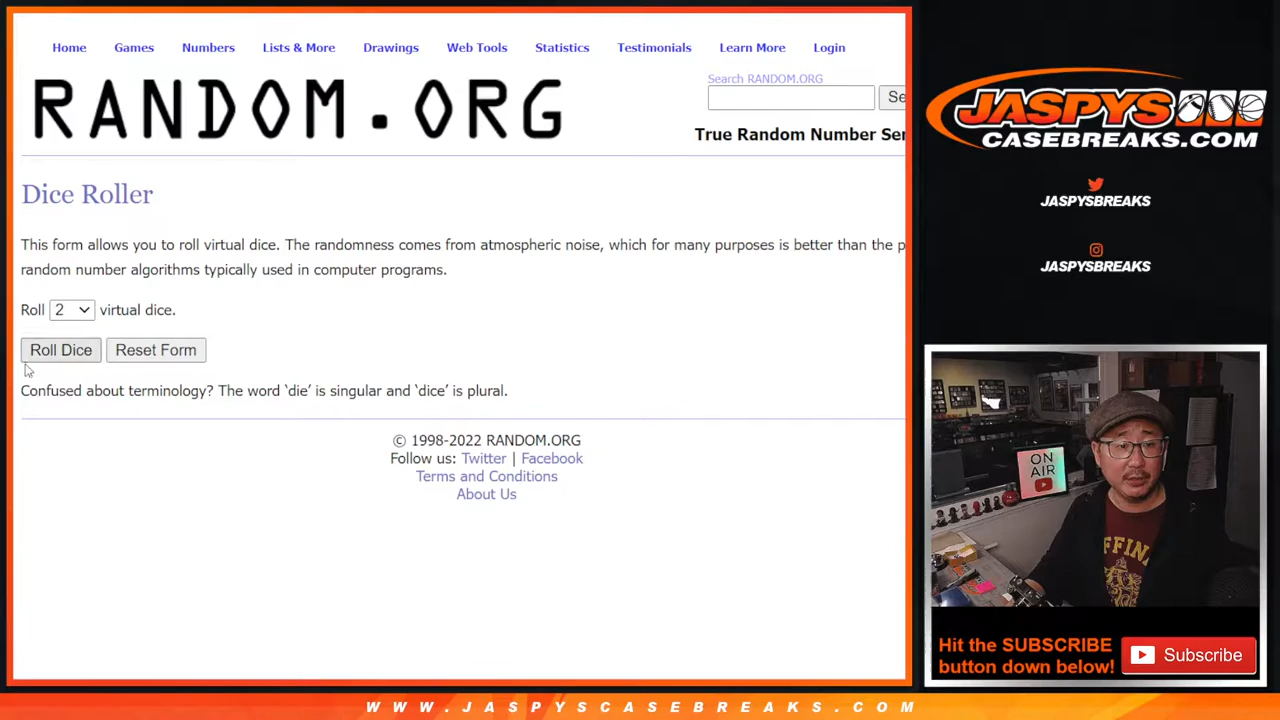 Home Games Numbers Lists & More Drawings Web Tools Statistics Testimonials Learn More Login
RANDOM.ORG
Search RANDOM.ORG
Se
True Random Number Ser
Dice Roller
This form allows you to roll virtual dice. The randomness comes from atmospheric noise, which for many purposes is better than the p
random number algorithms typically used in computer programs.
Roll 2 virtual dice.
Roll Dice Reset Form
Confused about terminology? The word ‘die’ is singular and ‘dice’ is plural.
© 1998-2022 RANDOM.ORG
Follow us: Twitter | Facebook
Terms and Conditions
About Us
JASPYS
CASEBREAKS.COM
JASPYSBREAKS
JASPYSBREAKS
ON
AIR
FFIN
Hit the SUBSCRIBE
button down below!
Subscribe
WWW.JASPYSCASEBREAKS.COM